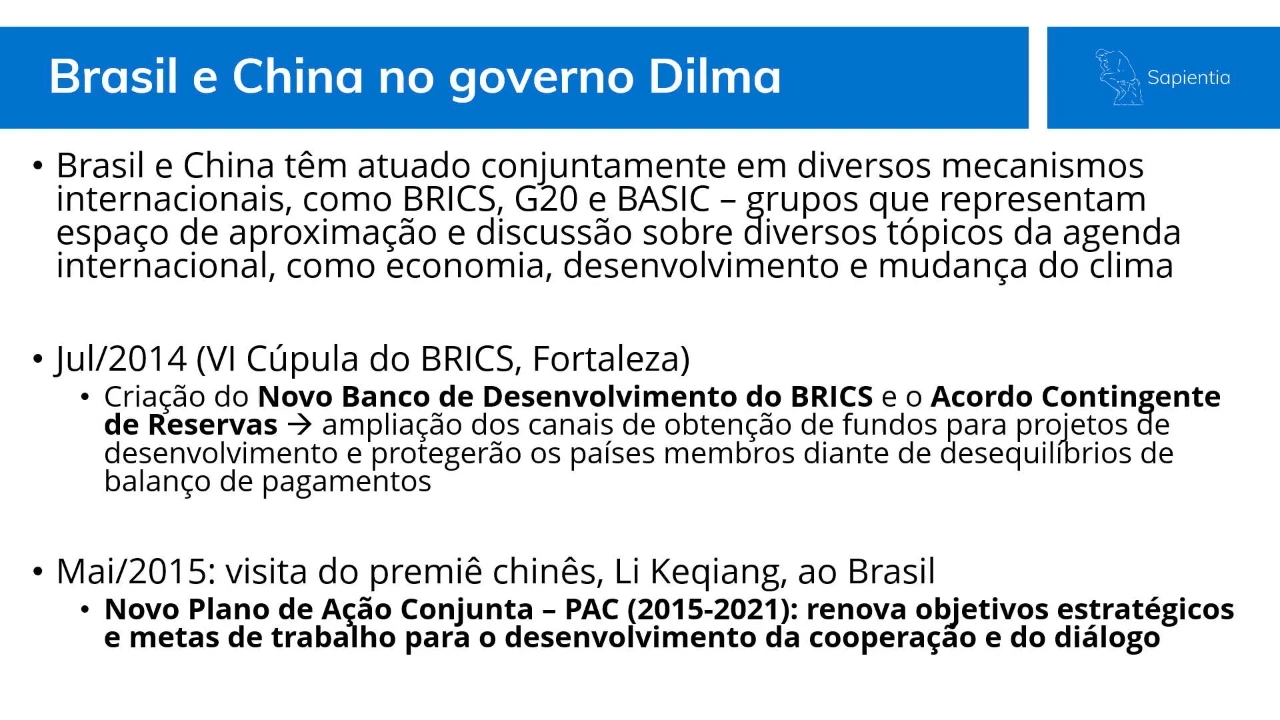 Brasil e China no governo Dilma
Sapientia
• Brasil e China têm atuado conjuntamente em diversos mecanismos
internacionais, como BRICS, G20 e BASIC – grupos que representam
espaço de aproximação e discussão sobre diversos tópicos da agenda
internacional, como economia, desenvolvimento e mudança do clima
• Jul/2014 (VI Cúpula do BRICS, Fortaleza)
• Criação do Novo Banco de Desenvolvimento do BRICS e o Acordo Contingente
de Reservas → ampliação dos canais de obtenção de fundos para projetos de
desenvolvimento e protegerão os países membros diante de desequilíbrios de
balanço de pagamentos
• Mai/2015: visita do premiê chinês, Li Keqiang, ao Brasil
• Novo Plano de Ação Conjunta – PAC (2015-2021): renova objetivos estratégicos
e metas de trabalho para o desenvolvimento da cooperação e do diálogo